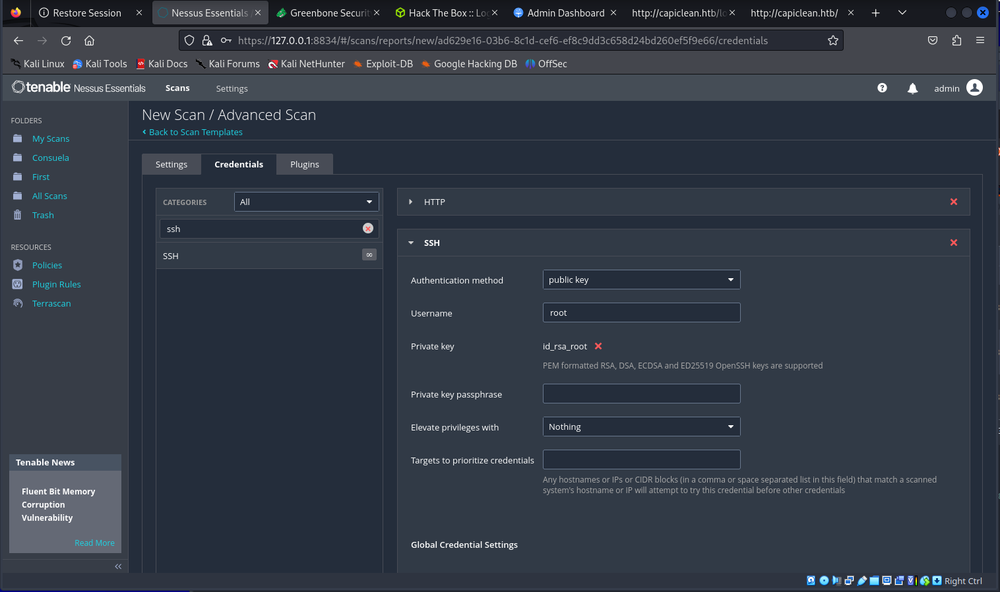 Restore Session
Nessus Essentials
Greenbone Securit
Hack The Box :: Lo
Admin Dashboard
http://capiclean.htb/lo
http://capiclean.htb/
https://127.0.0.1:8834/#/scans/reports/new/ad629e16-03b6-8c1d-cef6-ef8c9dd3c658d24bd260ef5f9e66/credentials
Kali Linux
Kali Tools
Kali Docs
Kali Forums
Kali NetHunter
Exploit-DB
Google Hacking DB
OffSec
tenable Nessus Essentials
Scans
Settings
admin
FOLDERS
My Scans
Consuela
First
All Scans
Trash
RESOURCES
Policies
Plugin Rules
Terrascan
Tenable News
Fluent Bit Memory
Corruption
Vulnerability
Read More
New Scan / Advanced Scan
Back to Scan Templates
Settings
Credentials
Plugins
CATEGORIES
All
ssh
SSH
∞
HTTP
SSH
Authentication method
public key
Username
root
Private key
id_rsa_root
PEM formatted RSA, DSA, ECDSA and ED25519 OpenSSH keys are supported
Private key passphrase
Elevate privileges with
Nothing
Targets to prioritize credentials
Any hostnames or IPs or CIDR blocks (in a comma or space separated list in this field) that match a scanned
system's hostname or IP will attempt to try this credential before other credentials
Global Credential Settings
Right Ctrl